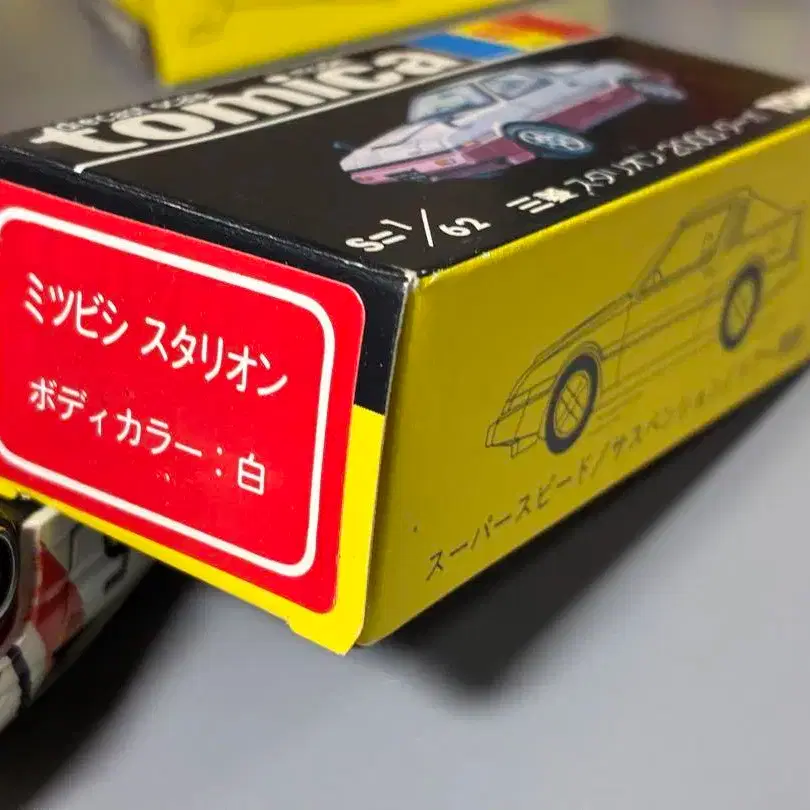 tomica
S=1/62 三菱 スタリオン2000ターボ
ミツビシ スタリオン
ボディカラー：白
スーパースピード/サスペンション